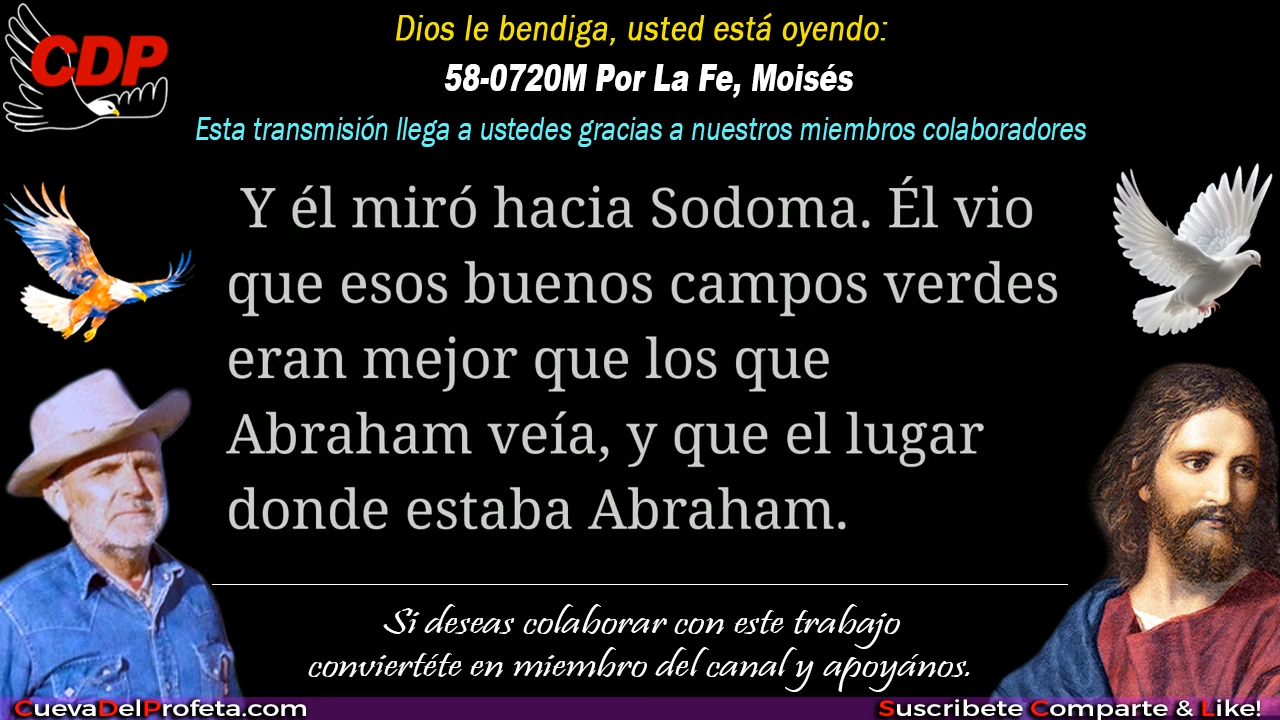 CDP
Dios le bendiga, usted está oyendo:
58-0720M Por La Fe, Moisés
Esta transmisión llega a ustedes gracias a nuestros miembros colaboradores
Y él miró hacia Sodoma. Él vio
que esos buenos campos verdes
eran mejor que los que
Abraham veía, y que el lugar
donde estaba Abraham.
Si deseas colaborar con este trabajo
conviertéte en miembro del canal y apoyános.
CuevaDelProfeta.com
Suscribete Comparte & Like!